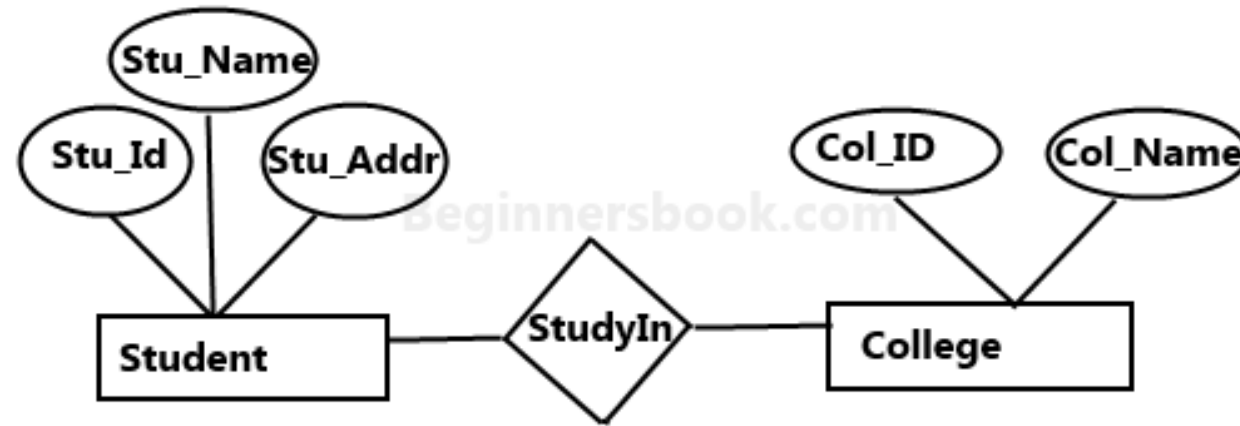 Stu_Name
Stu_Id
Stu_Addr
Col_ID
Col_Name
Beginnersbook.com
StudyIn
Student
College